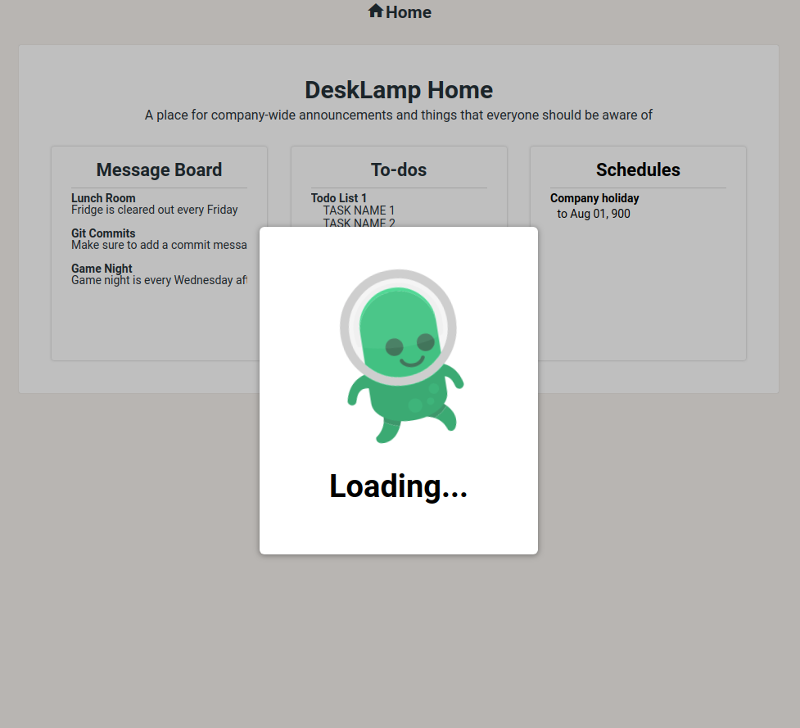 Home
DeskLamp Home
A place for company-wide announcements and things that everyone should be aware of
Message Board
Lunch Room
Fridge is cleared out every Friday
Git Commits
Make sure to add a commit messa
Game Night
Game night is every Wednesday af
To-dos
Todo List 1
TASK NAME 1
TASK NAME 2
Schedules
Company holiday
to Aug 01, 900
Loading...